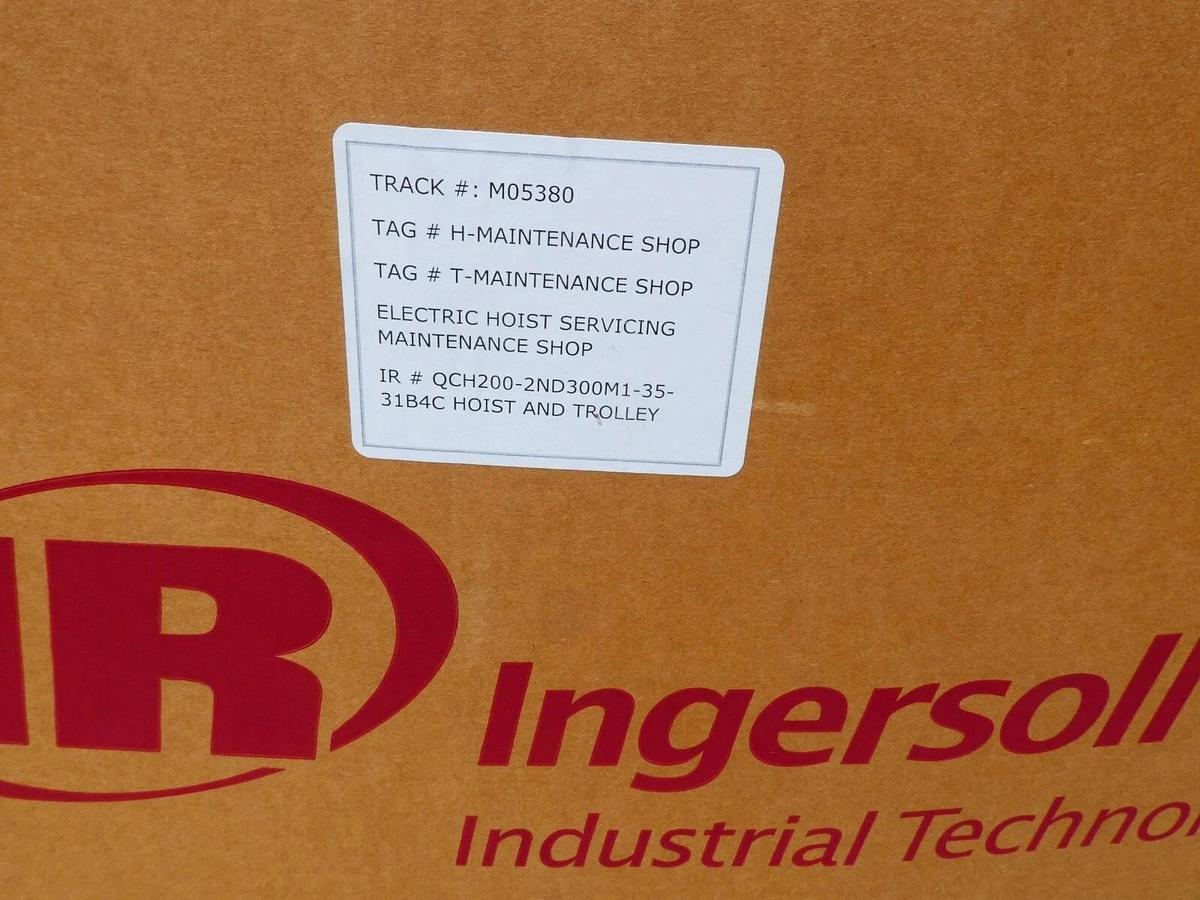 TRACK #: M05380
TAG # H-MAINTENANCE SHOP
TAG # T-MAINTENANCE SHOP
ELECTRIC HOIST SERVICING
MAINTENANCE SHOP
IR # QCH200-2ND300M1-35-
31B4C HOIST AND TROLLEY
IR
Ingersoll
Industrial Technol